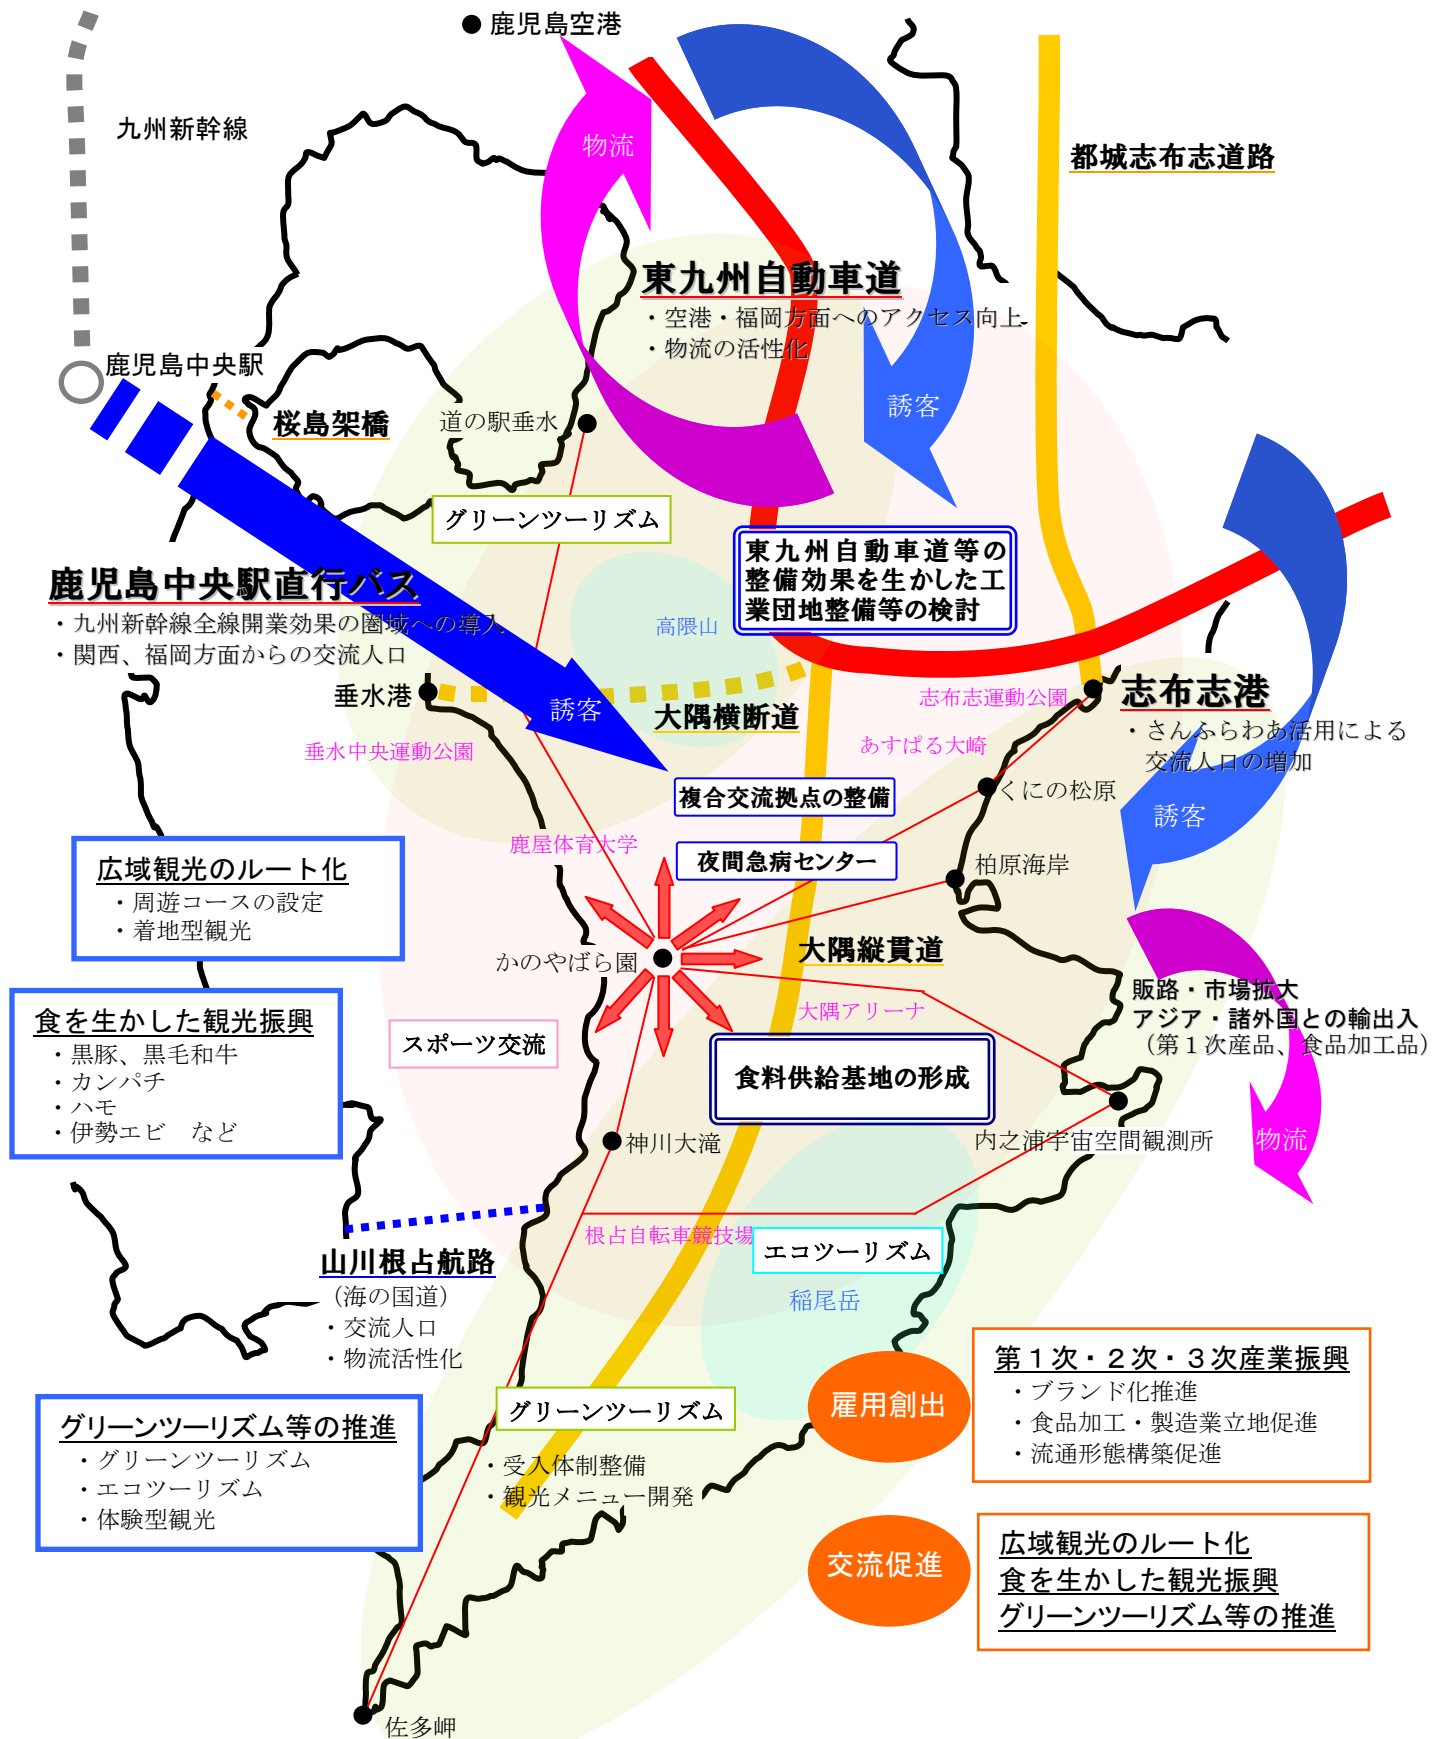 鹿児島空港
九州新幹線
物流
都城志布志道路
東九州自動車道
・空港・福岡方面へのアクセス向上
・物流の活性化
鹿児島中央駅
桜島架橋
道の駅垂水
誘客
グリーンツーリズム
東九州自動車道等の
整備効果を生かした工
業団地整備等の検討
鹿児島中央駅直行バス
・九州新幹線全線開業効果の圏域への導入
・関西、福岡方面からの交流人口
高隈山
垂水港
誘客
大隅横断道
志布志運動公園
志布志港
・さんふらわあ活用による
交流人口の増加
垂水中央運動公園
あすぱる大崎
くにの松原
複合交流拠点の整備
誘客
鹿屋体育大学
夜間急病センター
柏原海岸
広域観光のルート化
・周遊コースの設定
・着地型観光
かのやばら園
大隅縦貫道
大隅アリーナ
販路・市場拡大
アジア・諸外国との輸出入
（第１次産品、食品加工品）
食を生かした観光振興
・黒豚、黒毛和牛
・カンパチ
・ハモ
・伊勢エビ　など
スポーツ交流
食料供給基地の形成
神川大滝
内之浦宇宙空間観測所
物流
根占自転車競技場
エコツーリズム
稲尾岳
山川根占航路
（海の国道）
・交流人口
・物流活性化
グリーンツーリズム
・受入体制整備
・観光メニュー開発
雇用創出
第１次・２次・３次産業振興
・ブランド化推進
・食品加工・製造業立地促進
・流通形態構築促進
グリーンツーリズム等の推進
・グリーンツーリズム
・エコツーリズム
・体験型観光
交流促進
広域観光のルート化
食を生かした観光振興
グリーンツーリズム等の推進
佐多岬